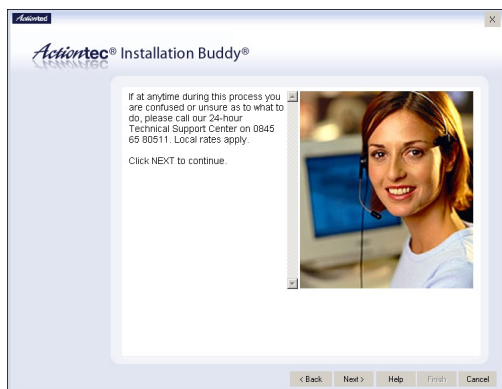 Actiontec
X
Actiontec® Installation Buddy®
If at anytime during this process you
are confused or unsure as to what to
do, please call our 24-hour
Technical Support Center on 0845
65 80511. Local rates apply.
Click NEXT to continue.
< Back Next > Help Finish Cancel